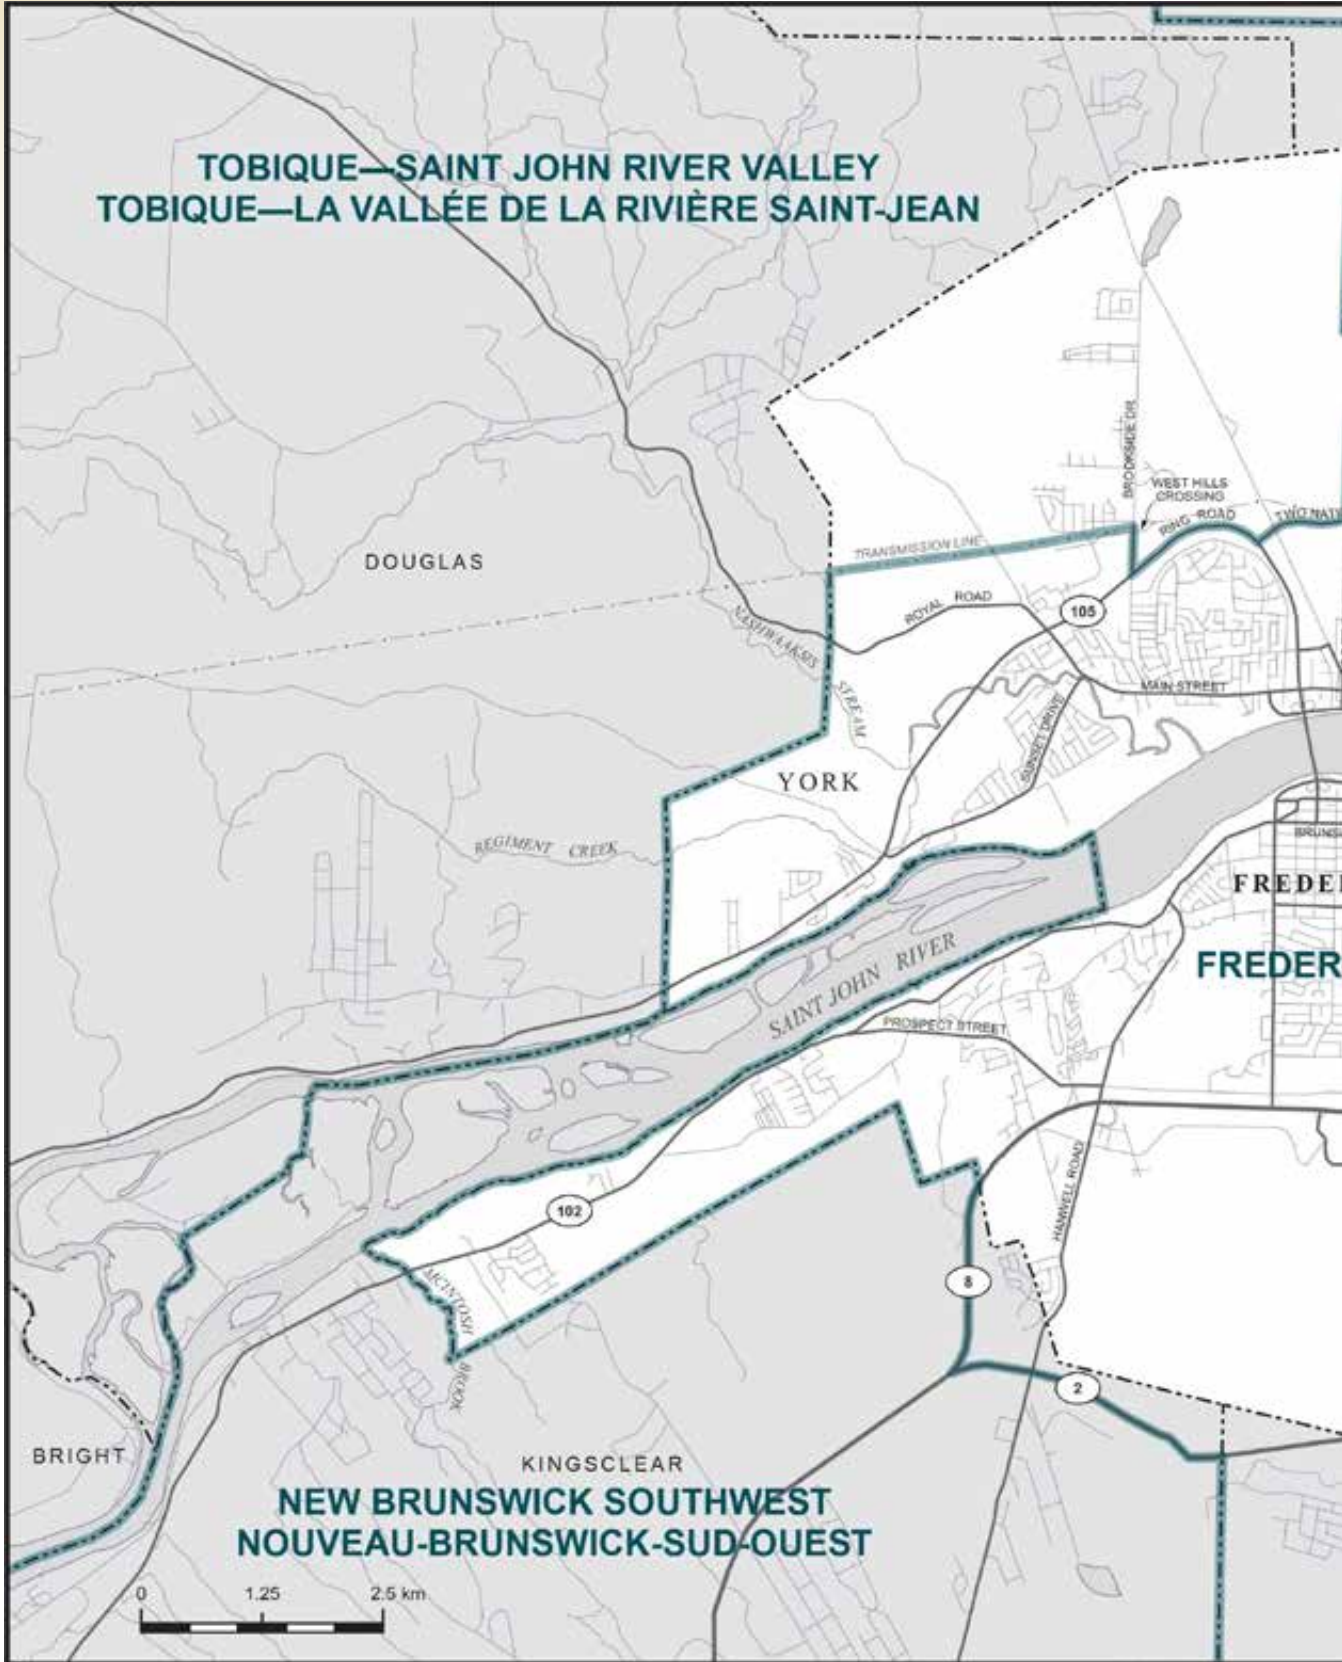 TOBIQUE—SAINT JOHN RIVER VALLEY
TOBIQUE—LA VALLÉE DE LA RIVIÈRE SAINT-JEAN
BROOKSIDE DR
WEST HILLS
CROSSING
RING ROAD
TWO NATI
TRANSMISSION LINE
DOUGLAS
ROYAL ROAD
105
NASHWAAKSIS
STREAM
MAIN STREET
SUNSET DRIVE
YORK
REGIMENT CREEK
BRUNS
FREDE
FREDER
SAINT JOHN RIVER
PROSPECT STREET
HANWELL ROAD
102
MCINTOSH
BROOK
8
2
BRIGHT
KINGSCLEAR
NEW BRUNSWICK SOUTHWEST
NOUVEAU-BRUNSWICK-SUD-OUEST
0 1.25 2.5 km